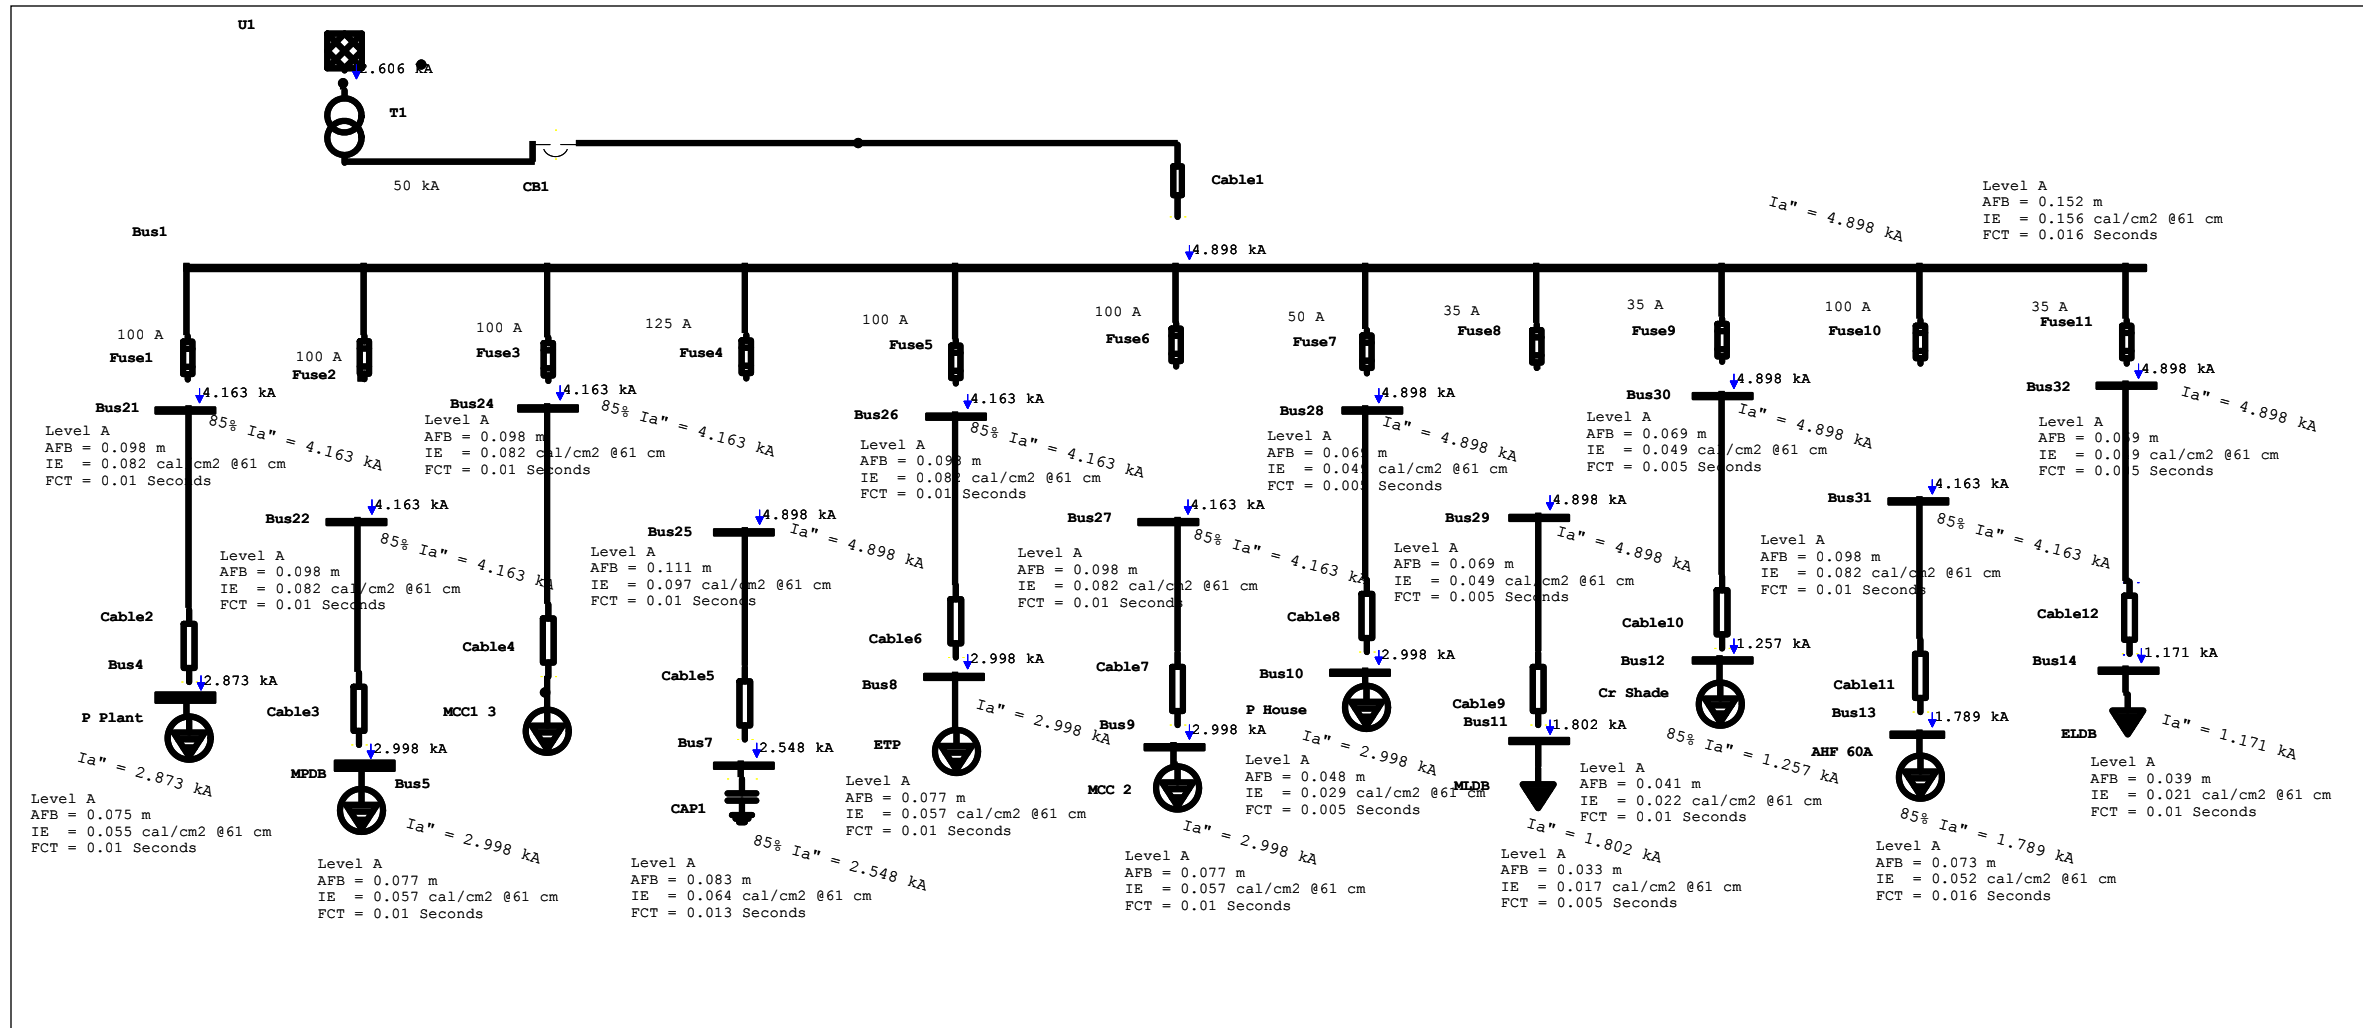 U1
2.606 kA
T1
50 kA
CB1
Cable1
Bus1
4.898 kA
Ia" = 4.898 kA
Level A
AFB = 0.152 m
IE  = 0.156 cal/cm2 @61 cm
FCT = 0.016 Seconds
100 A
Fuse1
100 A
Fuse2
100 A
Fuse3
125 A
Fuse4
100 A
Fuse5
100 A
Fuse6
50 A
Fuse7
35 A
Fuse8
35 A
Fuse9
100 A
Fuse10
35 A
Fuse11
Bus21
4.163 kA
85% Ia" = 4.163 kA
Level A
AFB = 0.098 m
IE  = 0.082 cal/cm2 @61 cm
FCT = 0.01 Seconds
Bus24
4.163 kA
85% Ia" = 4.163 kA
Level A
AFB = 0.098 m
IE  = 0.082 cal/cm2 @61 cm
FCT = 0.01 Seconds
Bus26
4.163 kA
85% Ia" = 4.163 kA
Level A
AFB = 0.098 m
IE  = 0.082 cal/cm2 @61 cm
FCT = 0.01 Seconds
Bus28
4.898 kA
Ia" = 4.898 kA
Level A
AFB = 0.069 m
IE  = 0.049 cal/cm2 @61 cm
FCT = 0.005 Seconds
Bus30
4.898 kA
Ia" = 4.898 kA
Level A
AFB = 0.069 m
IE  = 0.049 cal/cm2 @61 cm
FCT = 0.005 Seconds
Bus32
4.898 kA
Ia" = 4.898 kA
Level A
AFB = 0.069 m
IE  = 0.049 cal/cm2 @61 cm
FCT = 0.005 Seconds
Bus22
4.163 kA
85% Ia" = 4.163 kA
Level A
AFB = 0.098 m
IE  = 0.082 cal/cm2 @61 cm
FCT = 0.01 Seconds
Bus25
4.898 kA
Ia" = 4.898 kA
Level A
AFB = 0.111 m
IE  = 0.097 cal/cm2 @61 cm
FCT = 0.01 Seconds
Bus27
4.163 kA
85% Ia" = 4.163 kA
Level A
AFB = 0.098 m
IE  = 0.082 cal/cm2 @61 cm
FCT = 0.01 Seconds
Bus29
4.898 kA
Ia" = 4.898 kA
Level A
AFB = 0.069 m
IE  = 0.049 cal/cm2 @61 cm
FCT = 0.005 Seconds
Bus31
4.163 kA
85% Ia" = 4.163 kA
Level A
AFB = 0.098 m
IE  = 0.082 cal/cm2 @61 cm
FCT = 0.01 Seconds
Cable2
Bus4
2.873 kA
P Plant
Ia" = 2.873 kA
Level A
AFB = 0.075 m
IE  = 0.055 cal/cm2 @61 cm
FCT = 0.01 Seconds
Cable3
2.998 kA
MPDB
Bus5
Ia" = 2.998 kA
Level A
AFB = 0.077 m
IE  = 0.057 cal/cm2 @61 cm
FCT = 0.01 Seconds
Cable4
MCC1 3
Cable5
Bus7
2.548 kA
CAP1
85% Ia" = 2.548 kA
Level A
AFB = 0.083 m
IE  = 0.064 cal/cm2 @61 cm
FCT = 0.013 Seconds
Cable6
2.998 kA
Bus8
Ia" = 2.998 kA
ETP
Level A
AFB = 0.077 m
IE  = 0.057 cal/cm2 @61 cm
FCT = 0.01 Seconds
Cable7
Bus9
2.998 kA
MCC 2
Ia" = 2.998 kA
Level A
AFB = 0.077 m
IE  = 0.057 cal/cm2 @61 cm
FCT = 0.01 Seconds
Cable8
2.998 kA
Bus10
P House
Ia" = 2.998 kA
Level A
AFB = 0.048 m
IE  = 0.029 cal/cm2 @61 cm
FCT = 0.005 Seconds
Cable9
Bus11
1.802 kA
MLDB
Ia" = 1.802 kA
Level A
AFB = 0.033 m
IE  = 0.017 cal/cm2 @61 cm
FCT = 0.005 Seconds
Cable10
1.257 kA
Bus12
Cr Shade
85% Ia" = 1.257 kA
Level A
AFB = 0.041 m
IE  = 0.022 cal/cm2 @61 cm
FCT = 0.01 Seconds
Cable11
Bus13
1.789 kA
AHF 60A
85% Ia" = 1.789 kA
Level A
AFB = 0.073 m
IE  = 0.052 cal/cm2 @61 cm
FCT = 0.016 Seconds
Cable12
1.171 kA
Bus14
ELDB
Ia" = 1.171 kA
Level A
AFB = 0.039 m
IE  = 0.021 cal/cm2 @61 cm
FCT = 0.01 Seconds